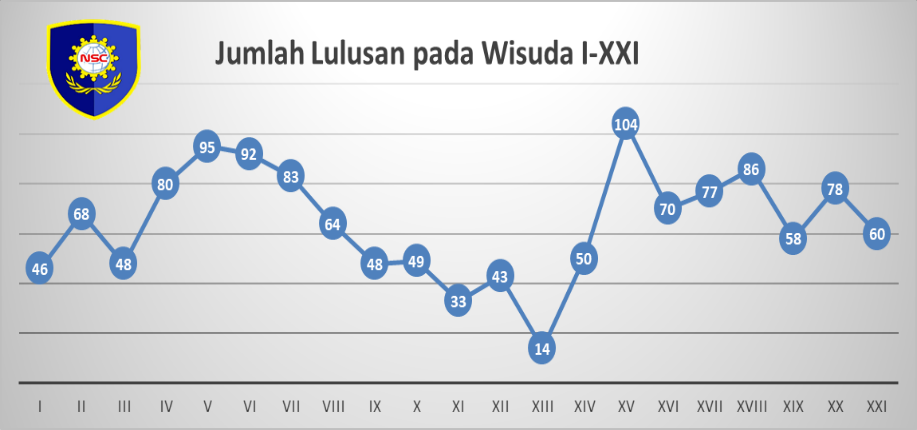 NSC
Jumlah Lulusan pada Wisuda I-XXI
46 68 48 80 95 92 83 64 48 49 33 43 14 50 104 70 77 86 58 78 60
I II III IV V VI VII VIII IX X XI XII XIII XIV XV XVI XVII XVIII XIX XX XXI